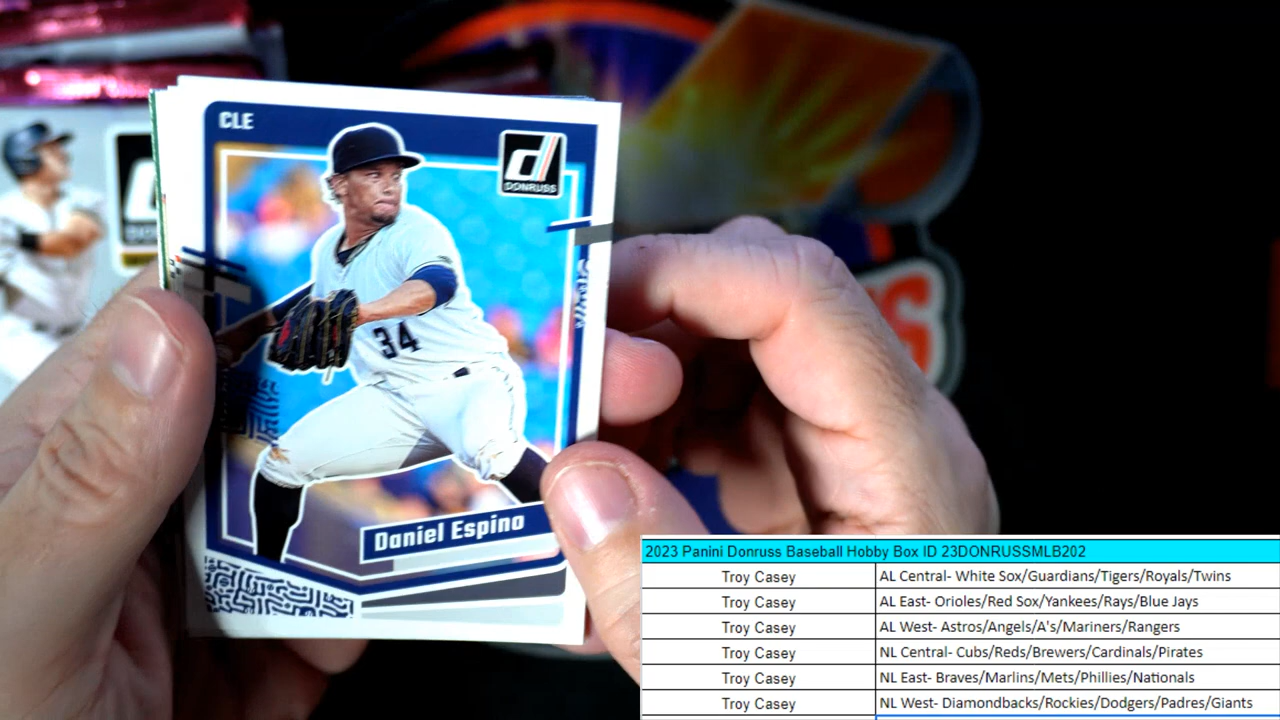 CLE
d
DONRUSS
34
Daniel Espino
2023 Panini Donruss Baseball Hobby Box ID 23DONRUSSMLB202
Troy Casey AL Central- White Sox/Guardians/Tigers/Royals/Twins
Troy Casey AL East- Orioles/Red Sox/Yankees/Rays/Blue Jays
Troy Casey AL West- Astros/Angels/A's/Mariners/Rangers
Troy Casey NL Central- Cubs/Reds/Brewers/Cardinals/Pirates
Troy Casey NL East- Braves/Marlins/Mets/Phillies/Nationals
Troy Casey NL West- Diamondbacks/Rockies/Dodgers/Padres/Giants